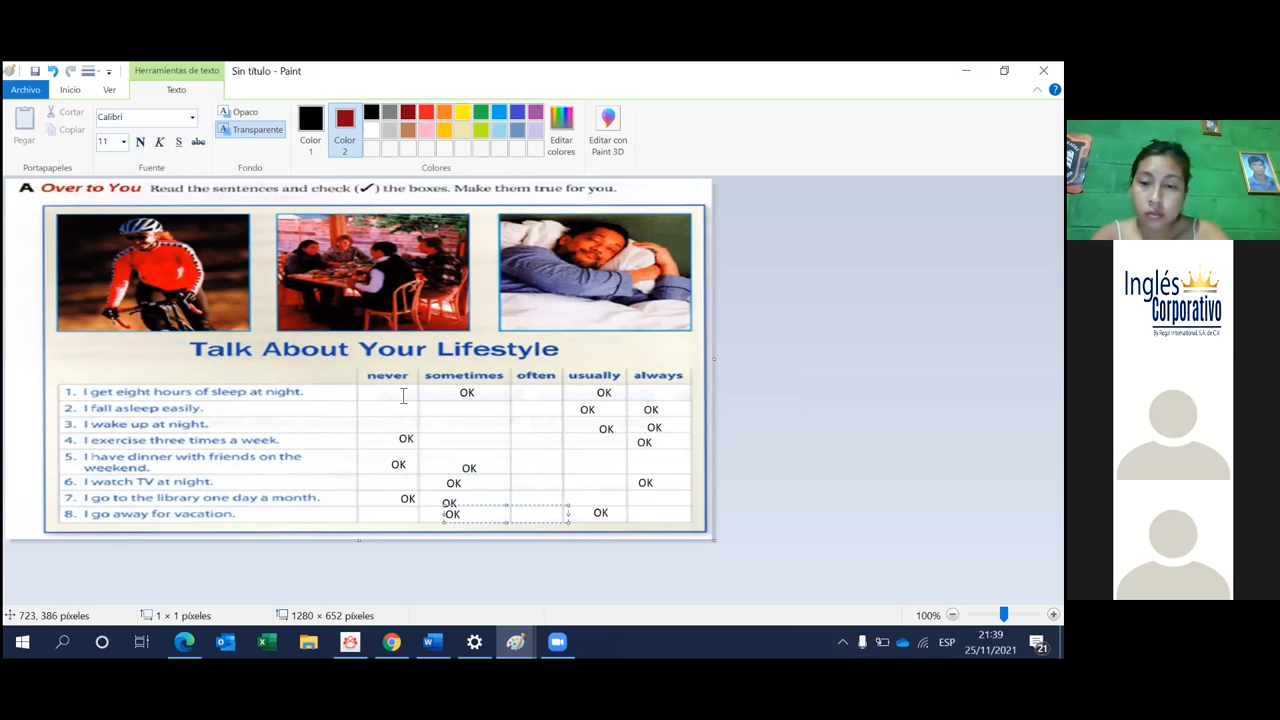 Herramientas de texto
Sin título - Paint
Archivo
Inicio
Ver
Texto
Pegar
Cortar
Copiar
Portapapeles
Calibri
11
N K S abc
Fuente
Opaco
Transparente
Fondo
Color 1
Color 2
Editar colores
Editar con Paint 3D
Colores
A Over to You Read the sentences and check (✓) the boxes. Make them true for you.
Talk About Your Lifestyle
never sometimes often usually always
1. I get eight hours of sleep at night. OK OK
2. I fall asleep easily. OK OK
3. I wake up at night. OK OK
4. I exercise three times a week. OK OK
5. I have dinner with friends on the
weekend. OK OK
6. I watch TV at night. OK OK
7. I go to the library one day a month. OK OK
8. I go away for vacation. OK OK
723, 386 píxeles
1 × 1 píxeles
1280 × 652 píxeles
100%
ESP
21:39
25/11/2021
21
Inglés
Corporativo
By Regal International, S.A. de C.V.